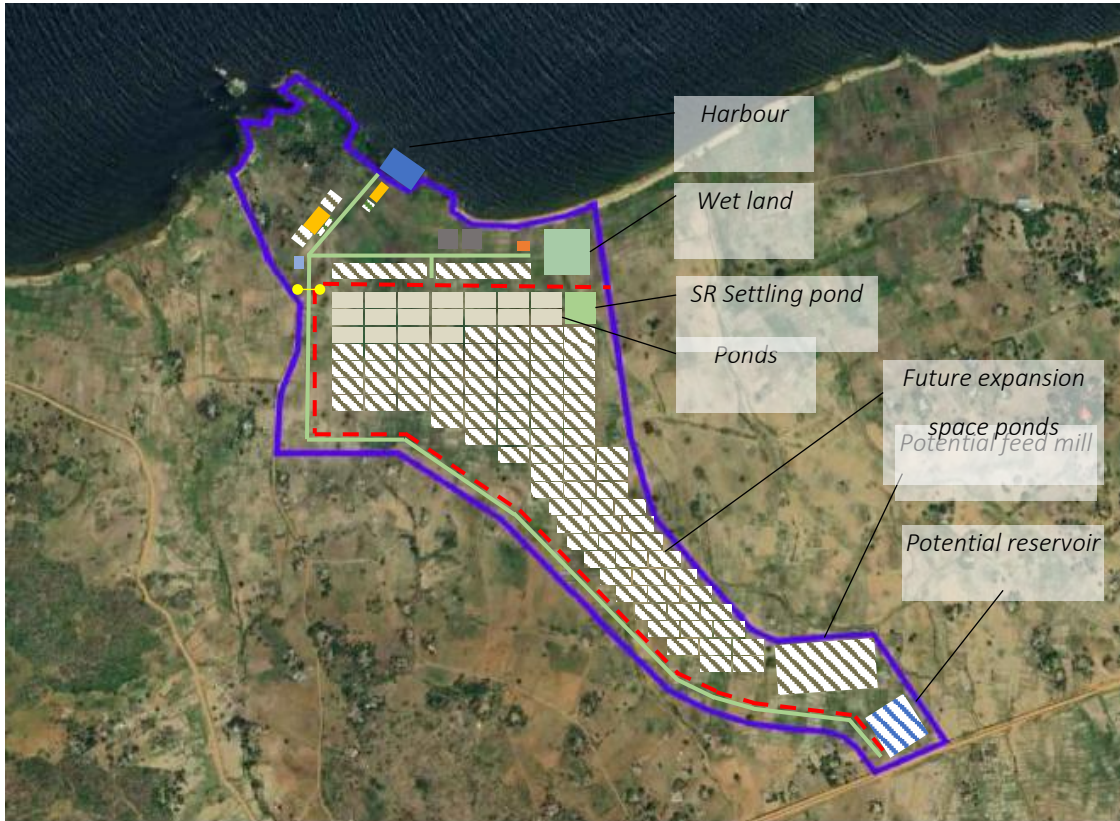 Harbour
Wet land
SR Settling pond
Ponds
Future expansion
space ponds
Potential feed mill
Potential reservoir